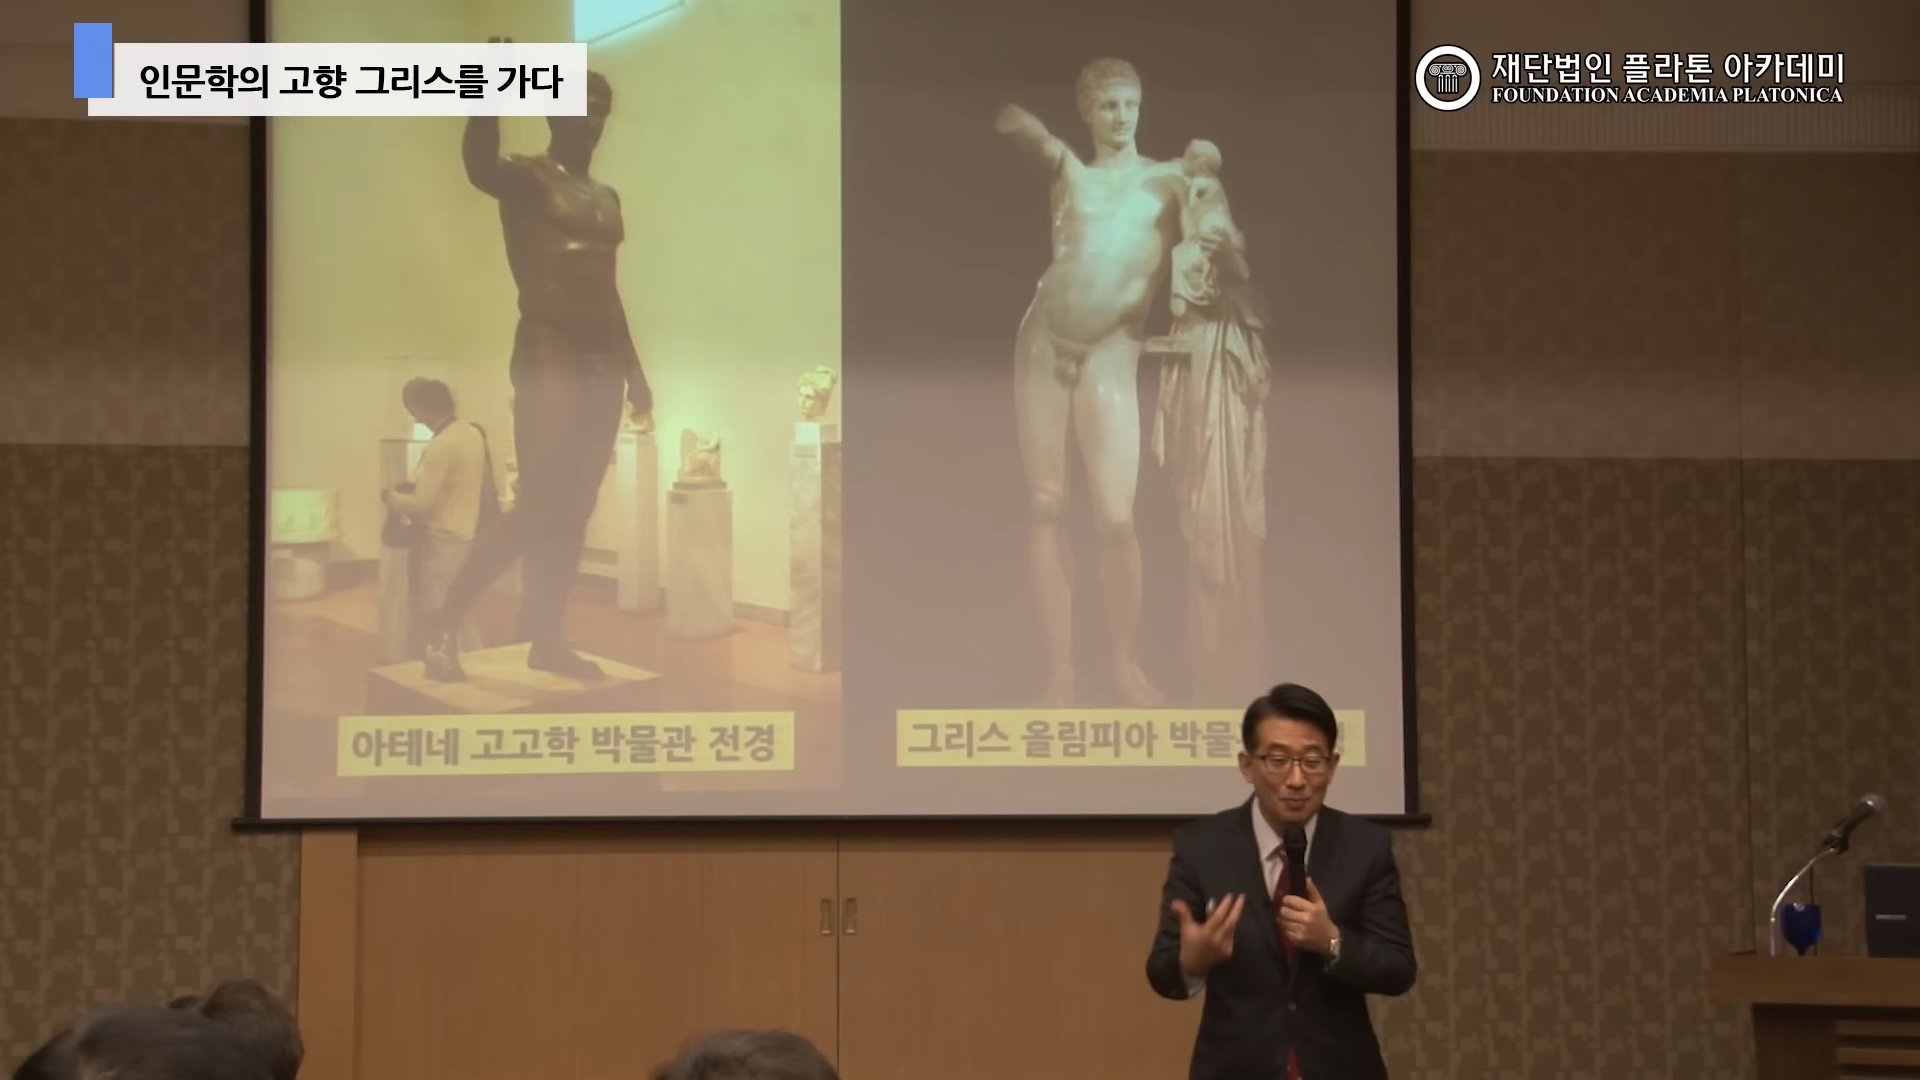 인문학의 고향 그리스를 가다
재단법인 플라톤 아카데미
FOUNDATION ACADEMIA PLATONICA
아테네 고고학 박물관 전경
그리스 올림피아